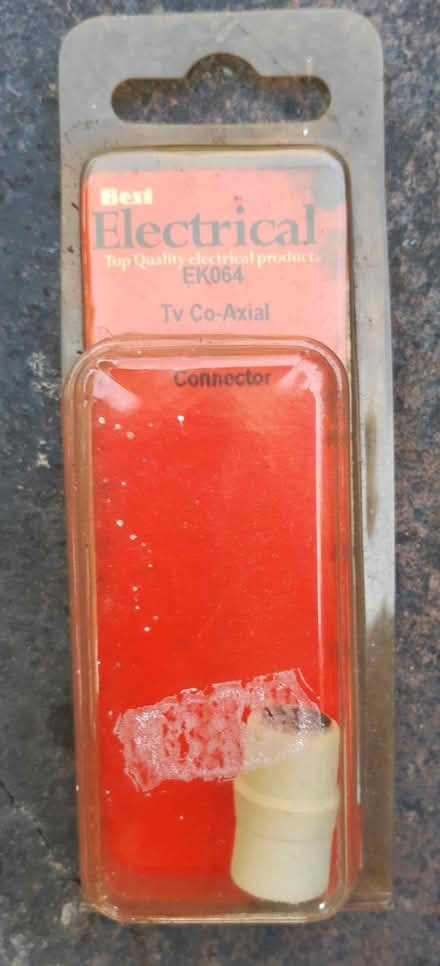 Best
Electrical
Top Quality electrical products
EK064
Tv Co-Axial
Connector